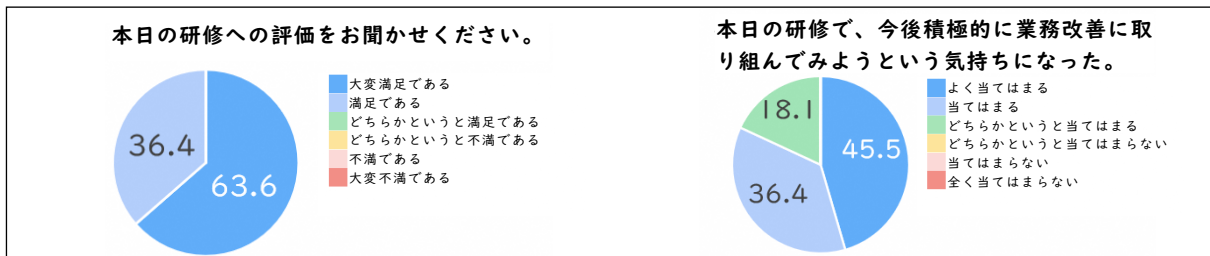 本日の研修への評価をお聞かせください。
大変満足である
満足である
どちらかというと満足である
どちらかというと不満である
不満である
大変不満である
36.4
63.6
本日の研修で、今後積極的に業務改善に取
り組んでみようという気持ちになった。
よく当てはまる
当てはまる
どちらかというと当てはまる
どちらかというと当てはまらない
当てはまらない
全く当てはまらない
18.1
45.5
36.4